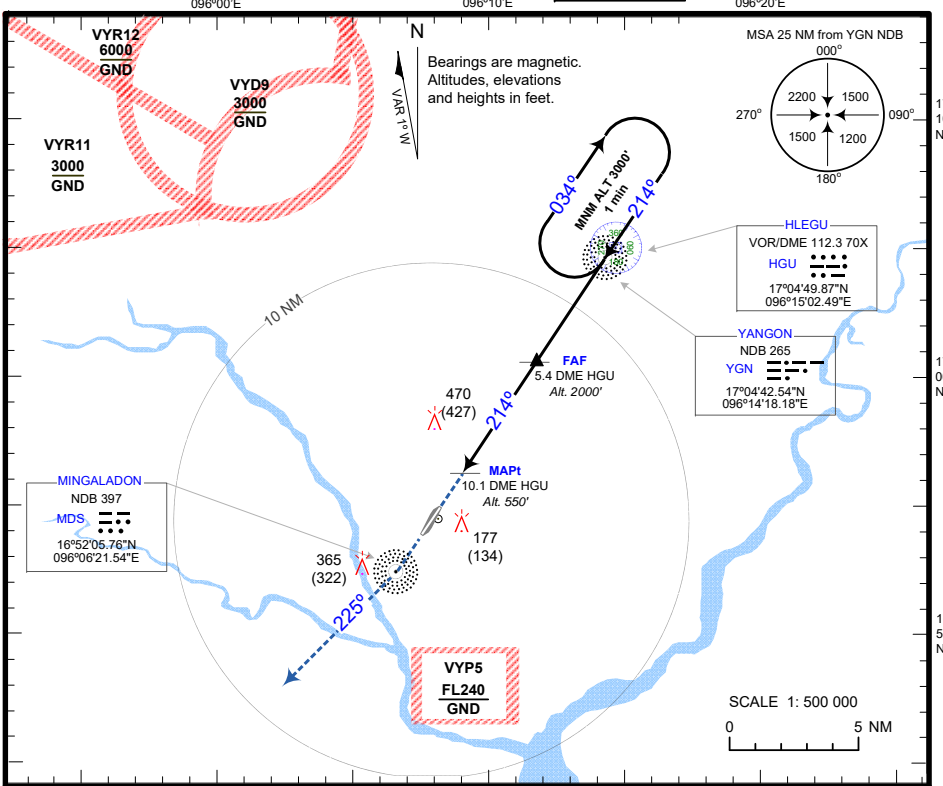 096°00'E
096°10'E
096°20'E
VYR12
6000
GND
VYD9
3000
GND
VYR11
3000
GND
N
VAR 1° W
Bearings are magnetic.
Altitudes, elevations
and heights in feet.
MSA 25 NM from YGN NDB
000°
2200
1500
270°
090°
1500
1200
180°
034°
MNM ALT 3000'
1 min
214°
HLEGU
VOR/DME 112.3 70X
HGU
17°04'49.87"N
096°15'02.49"E
YANGON
NDB 265
YGN
17°04'42.54"N
096°14'18.18"E
10 NM
FAF
5.4 DME HGU
Alt. 2000'
470
(427)
214°
MAPt
10.1 DME HGU
Alt. 550'
MINGALADON
NDB 397
MDS
16°52'05.76"N
096°06'21.54"E
177
(134)
365
(322)
225°
VYP5
FL240
GND
SCALE 1: 500 000
0
5 NM